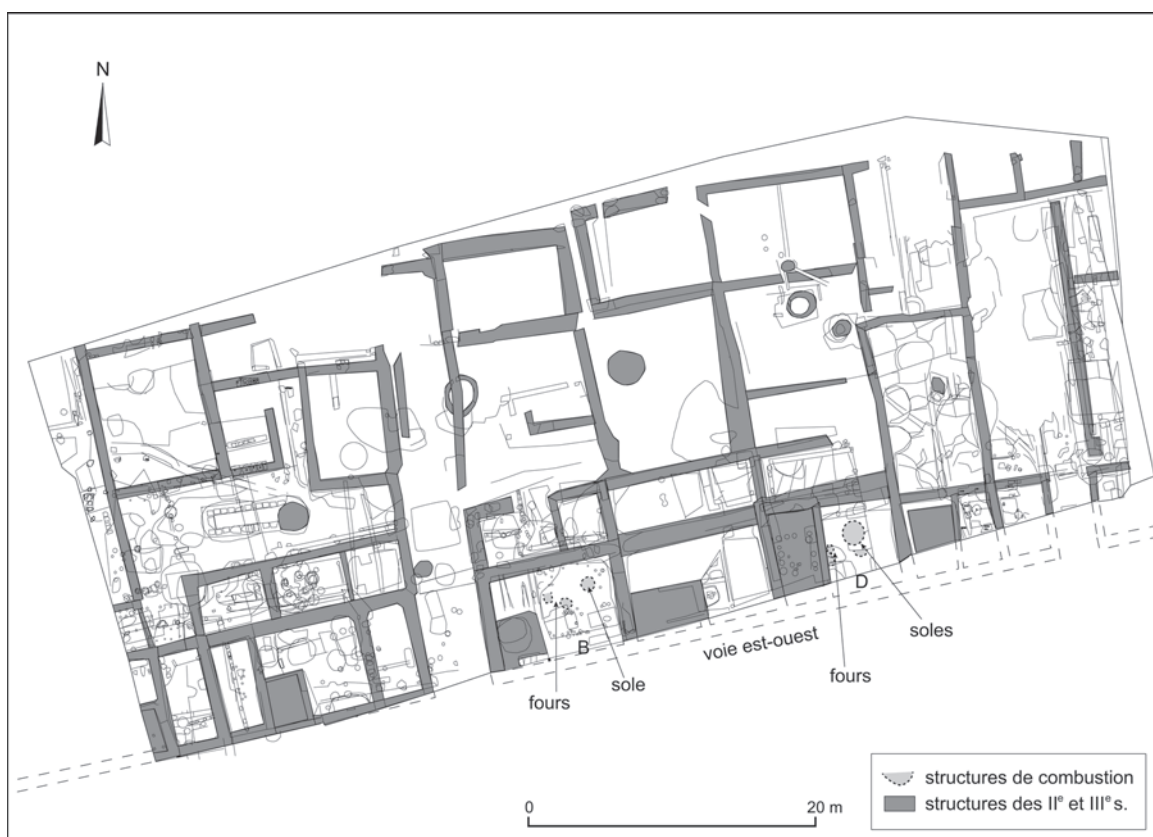 N
B
D
voie est-ouest
soles
sole
fours
fours
structures de combustion
structures des IIe et IIIe s.
0 20 m